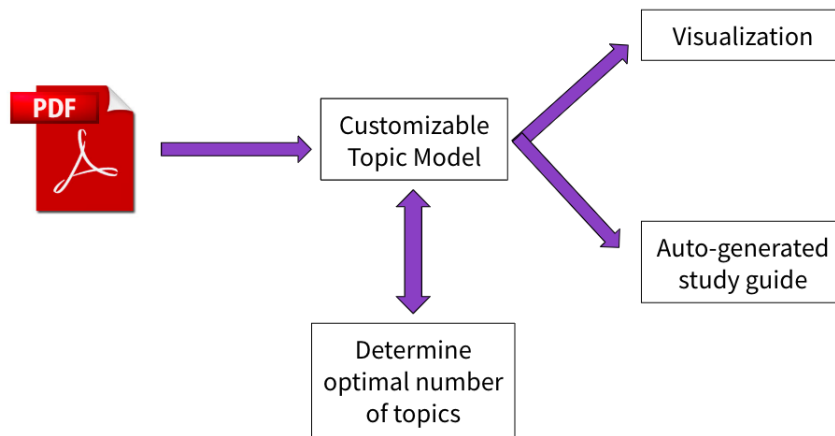 PDF
Customizable
Topic Model
Visualization
Auto-generated
study guide
Determine
optimal number
of topics